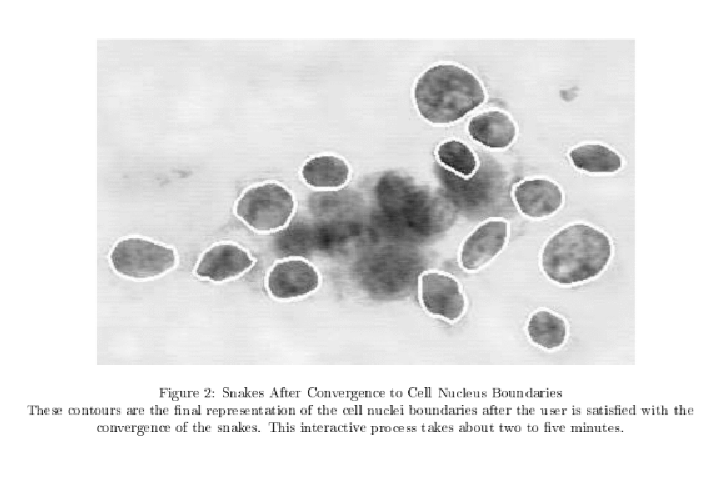 Figure 2: Snakes After Convergence to Cell Nucleus Boundaries
These contours are the final representation of the cell nuclei boundaries after the user is satisfied with the
convergence of the snakes. This interactive process takes about two to five minutes.